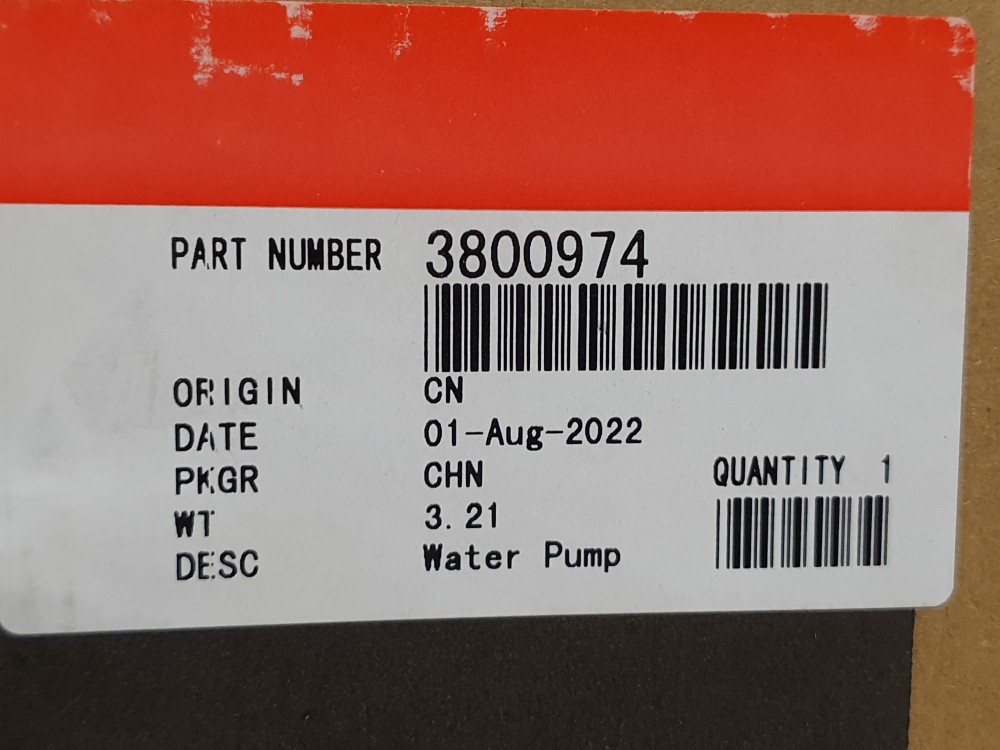 PART NUMBER 3800974
ORIGIN CN
DATE 01-Aug-2022
PKGR CHN
QUANTITY 1
WT 3.21
DESC Water Pump